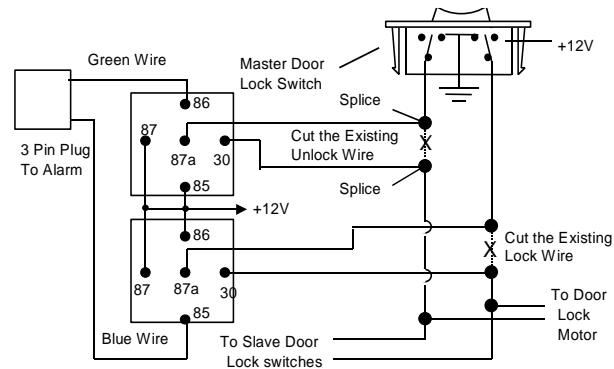 +12V
Master Door
Lock Switch
Green Wire
3 Pin Plug
To Alarm
86
87
87a
30
85
Splice
Cut the Existing
Unlock Wire
X
Splice
+12V
86
87
87a
30
85
Cut the Existing
Lock Wire
X
Blue Wire
To Slave Door
Lock switches
To Door
Lock
Motor